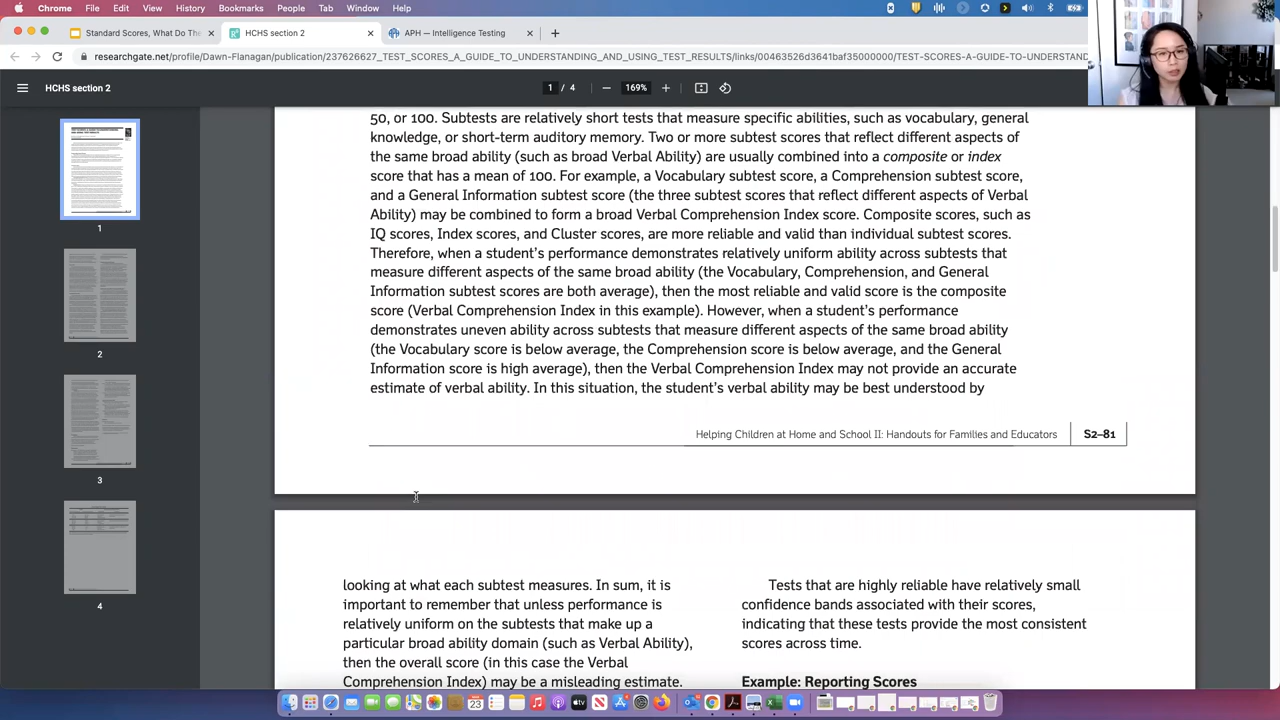 Chrome File Edit View History Bookmarks Profiles Tab Window Help
Standard Scores, What Do The
HCHS section 2
APH — Intelligence Testing
researchgate.net/profile/Dawn-Flanagan/publication/237626627_TEST_SCORES_A_GUIDE_TO_UNDERSTANDING_AND_USING_TEST_RESULTS/links/00463526d3641baf35000000/TEST-SCORES-A-GUIDE-TO-UNDERSTAND
HCHS section 2
1 / 4
169%
50, or 100. Subtests are relatively short tests that measure specific abilities, such as vocabulary, general
knowledge, or short-term auditory memory. Two or more subtest scores that reflect different aspects of
the same broad ability (such as broad Verbal Ability) are usually combined into a composite or index
score that has a mean of 100. For example, a Vocabulary subtest score, a Comprehension subtest score,
and a General Information subtest score (the three subtest scores that reflect different aspects of Verbal
Ability) may be combined to form a broad Verbal Comprehension Index score. Composite scores, such as
IQ scores, Index scores, and Cluster scores, are more reliable and valid than individual subtest scores.
Therefore, when a student's performance demonstrates relatively uniform ability across subtests that
measure different aspects of the same broad ability (the Vocabulary, Comprehension, and General
Information subtest scores are both average), then the most reliable and valid score is the composite
score (Verbal Comprehension Index in this example). However, when a student's performance
demonstrates uneven ability across subtests that measure different aspects of the same broad ability
(the Vocabulary score is below average, the Comprehension score is below average, and the General
Information score is high average), then the Verbal Comprehension Index may not provide an accurate
estimate of verbal ability. In this situation, the student's verbal ability may be best understood by
Helping Children at Home and School II: Handouts for Families and Educators
S2–81
looking at what each subtest measures. In sum, it is
important to remember that unless performance is
relatively uniform on the subtests that make up a
particular broad ability domain (such as Verbal Ability),
then the overall score (in this case the Verbal
Comprehension Index) may be a misleading estimate.
Tests that are highly reliable have relatively small
confidence bands associated with their scores,
indicating that these tests provide the most consistent
scores across time.
Example: Reporting Scores
1
2
3
4
23